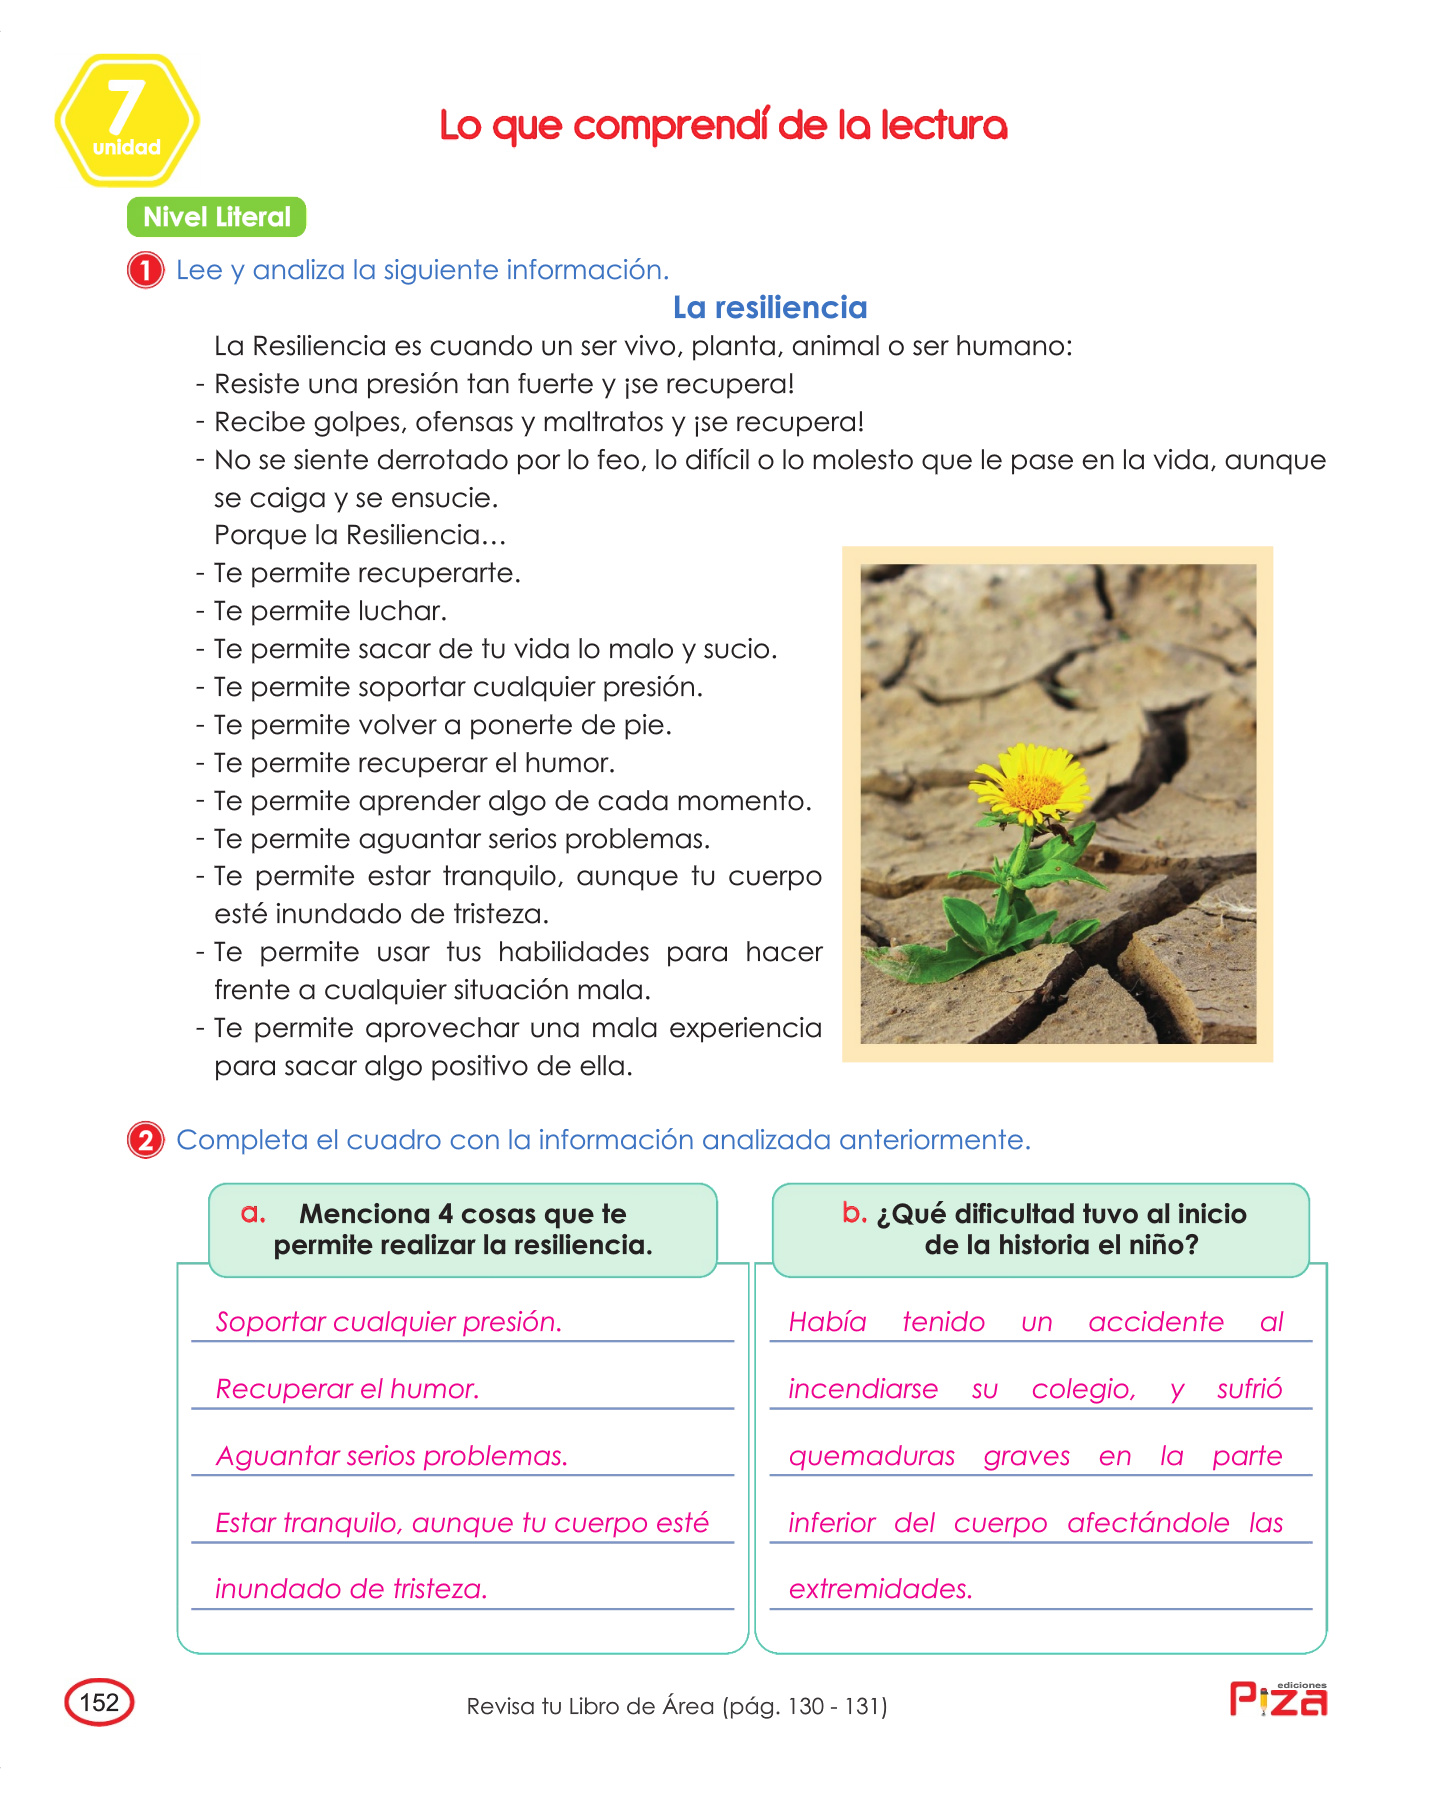 7
unidad
Lo que comprendí de la lectura
Nivel Literal
1 Lee y analiza la siguiente información.
La resiliencia
La Resiliencia es cuando un ser vivo, planta, animal o ser humano:
- Resiste una presión tan fuerte y ¡se recupera!
- Recibe golpes, ofensas y maltratos y ¡se recupera!
- No se siente derrotado por lo feo, lo difícil o lo molesto que le pase en la vida, aunque
se caiga y se ensucie.
Porque la Resiliencia…
- Te permite recuperarte.
- Te permite luchar.
- Te permite sacar de tu vida lo malo y sucio.
- Te permite soportar cualquier presión.
- Te permite volver a ponerte de pie.
- Te permite recuperar el humor.
- Te permite aprender algo de cada momento.
- Te permite aguantar serios problemas.
- Te permite estar tranquilo, aunque tu cuerpo
esté inundado de tristeza.
- Te permite usar tus habilidades para hacer
frente a cualquier situación mala.
- Te permite aprovechar una mala experiencia
para sacar algo positivo de ella.
2 Completa el cuadro con la información analizada anteriormente.
a. Menciona 4 cosas que te
permite realizar la resiliencia.
Soportar cualquier presión.
Recuperar el humor.
Aguantar serios problemas.
Estar tranquilo, aunque tu cuerpo esté
inundado de tristeza.
b. ¿Qué dificultad tuvo al inicio
de la historia el niño?
Había tenido un accidente al
incendiarse su colegio, y sufrió
quemaduras graves en la parte
inferior del cuerpo afectándole las
extremidades.
152
Revisa tu Libro de Área (pág. 130 - 131)
ediciones
Piza